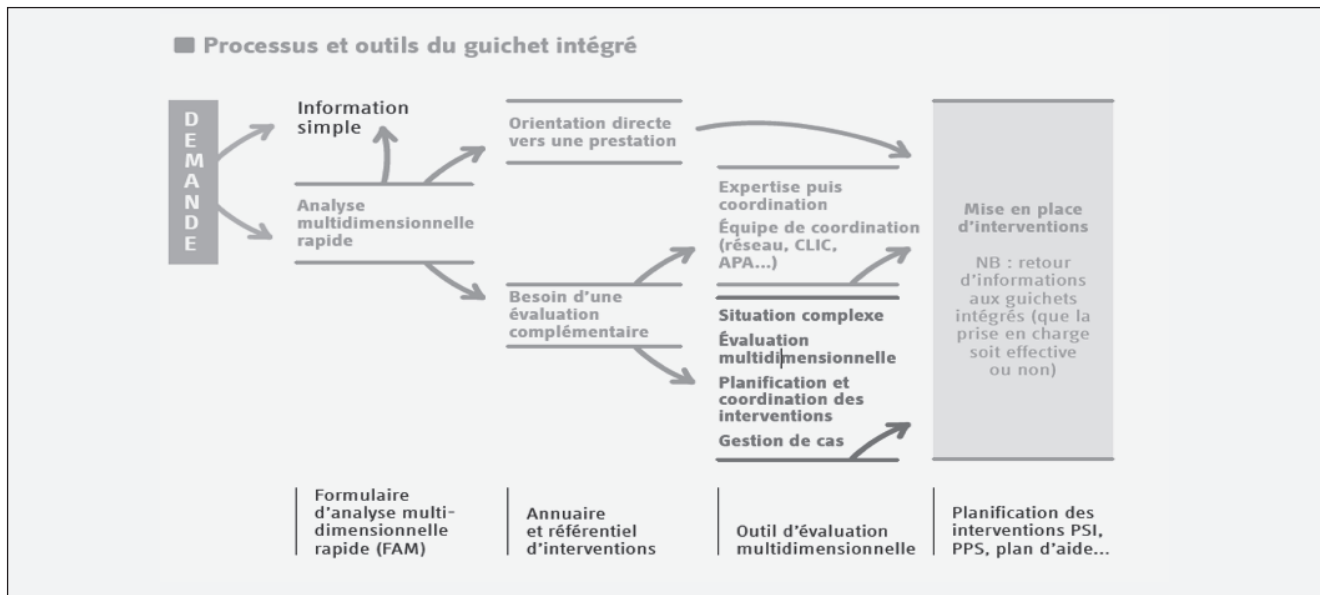 Processus et outils du guichet intégré
DEMANDE
Information
simple
Analyse
multidimensionnelle
rapide
Orientation directe
vers une prestation
Besoin d'une
évaluation
complémentaire
Expertise puis
coordination
Équipe de coordination
(réseau, CLIC,
APA...)
Situation complexe
Évaluation
multidimensionnelle
Planification et
coordination des
interventions
Gestion de cas
Mise en place
d'interventions
NB : retour
d'informations
aux guichets
intégrés (que la
prise en charge
soit effective
ou non)
Formulaire
d'analyse multi-
dimensionnelle
rapide (FAM)
Annuaire
et référentiel
d'interventions
Outil d'évaluation
multidimensionnelle
Planification des
interventions PSI,
PPS, plan d'aide...